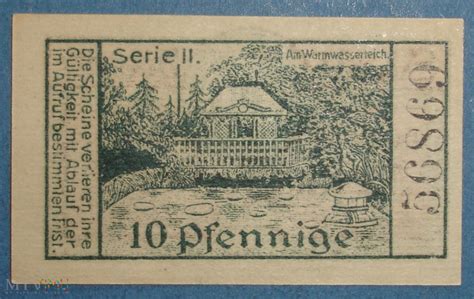 Die Scheine verlieren ihre
Gültigkeit mit Ablauf der
im Aufruf bestimmten Frist.
Serie II.
Am Warmwasserteich.
10 Pfennige
56869